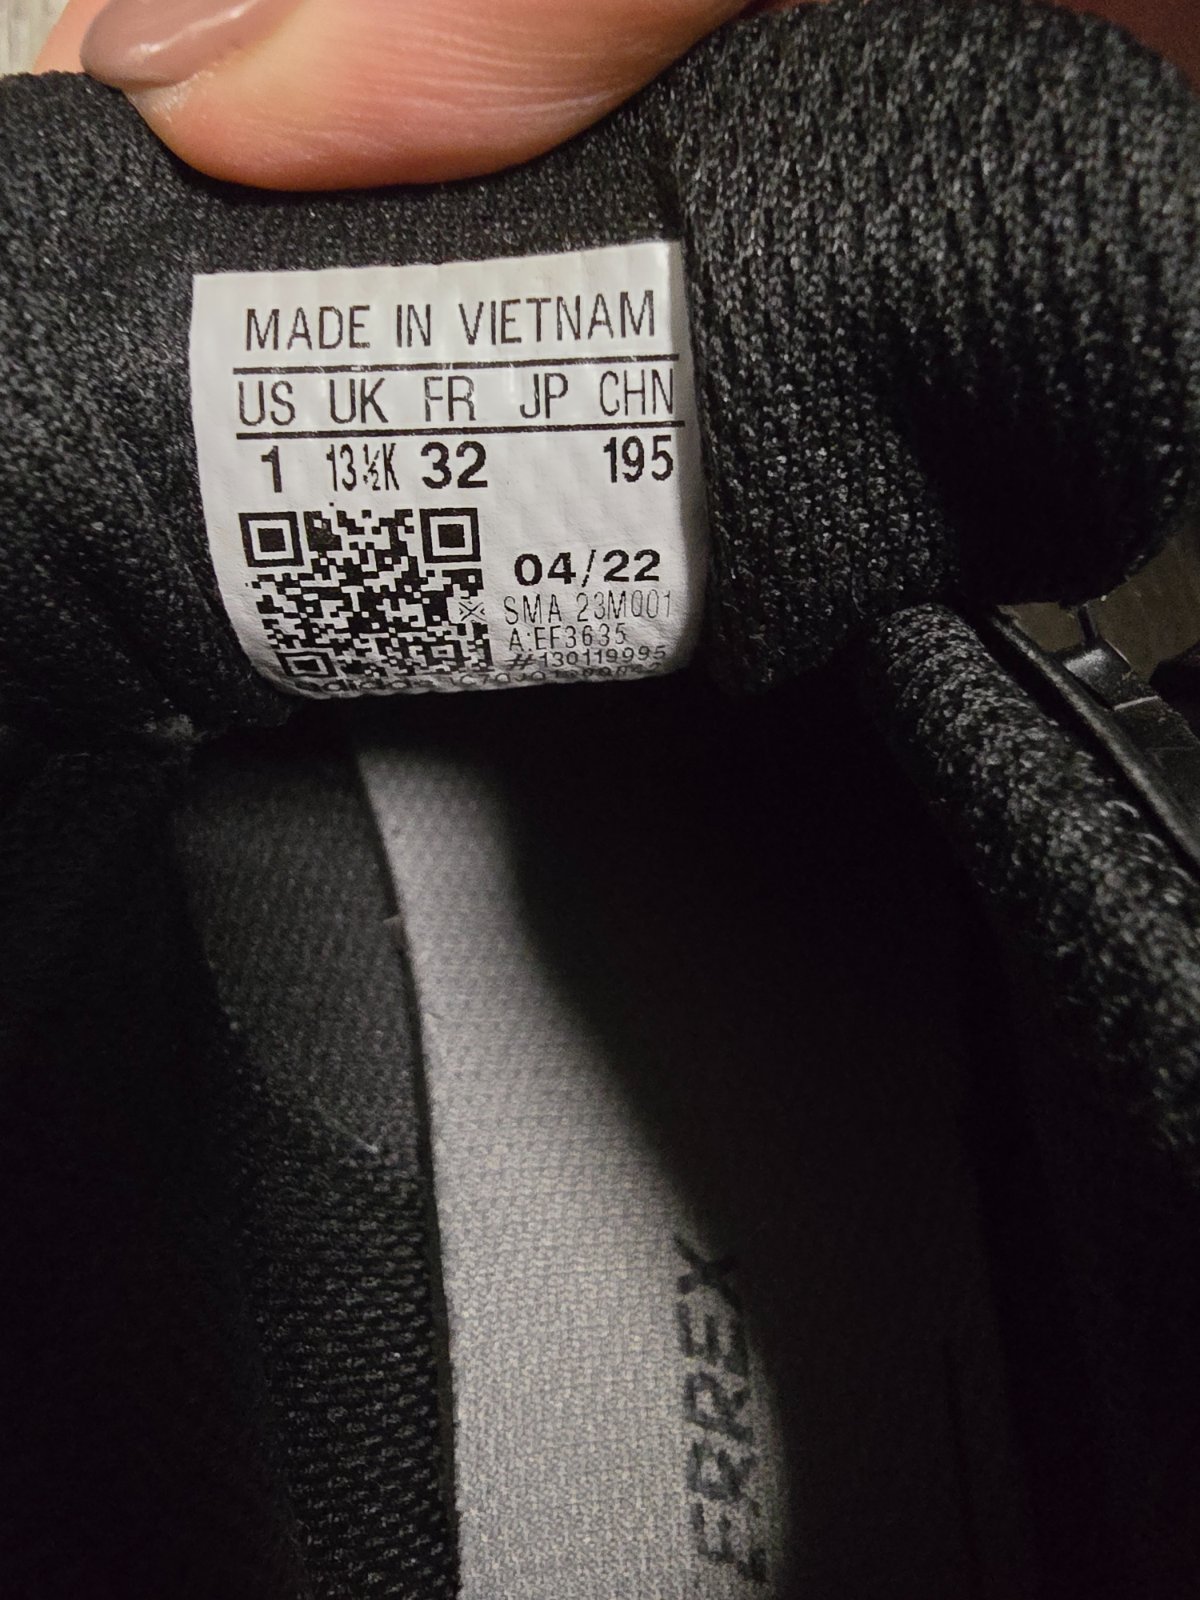 MADE IN VIETNAM
US UK FR JP CHN
1 13½K 32 195
04/22
SMA 23M001
A:EF3635
#130119995
ERREX